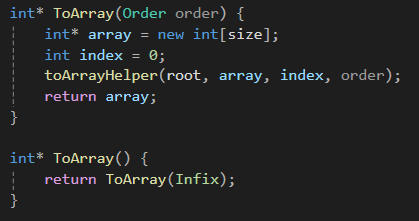 int* ToArray(Order order) {
    int* array = new int[size];
    int index = 0;
    toArrayHelper(root, array, index, order);
    return array;
}

int* ToArray() {
    return ToArray(Infix);
}